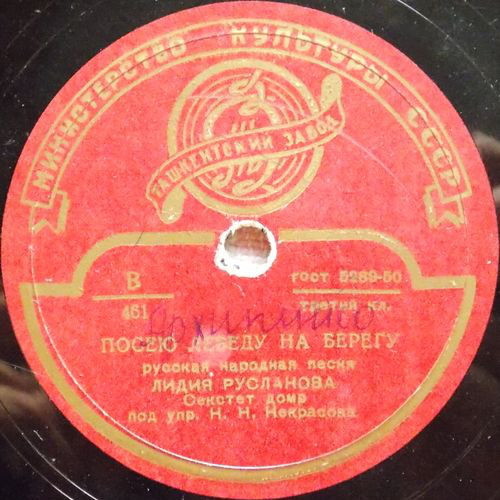 МИНИСТЕРСТВО КУЛЬТУРЫ СССР
ТАШКЕНТСКИЙ ЗАВОД
В
461
ГОСТ 5289-50
третий кл.
ПОСЕЮ ЛЕБЕДУ НА БЕРЕГУ
русская народная песня
ЛИДИЯ РУСЛАНОВА
Секстет домр
под упр. Н. Н. Некрасова